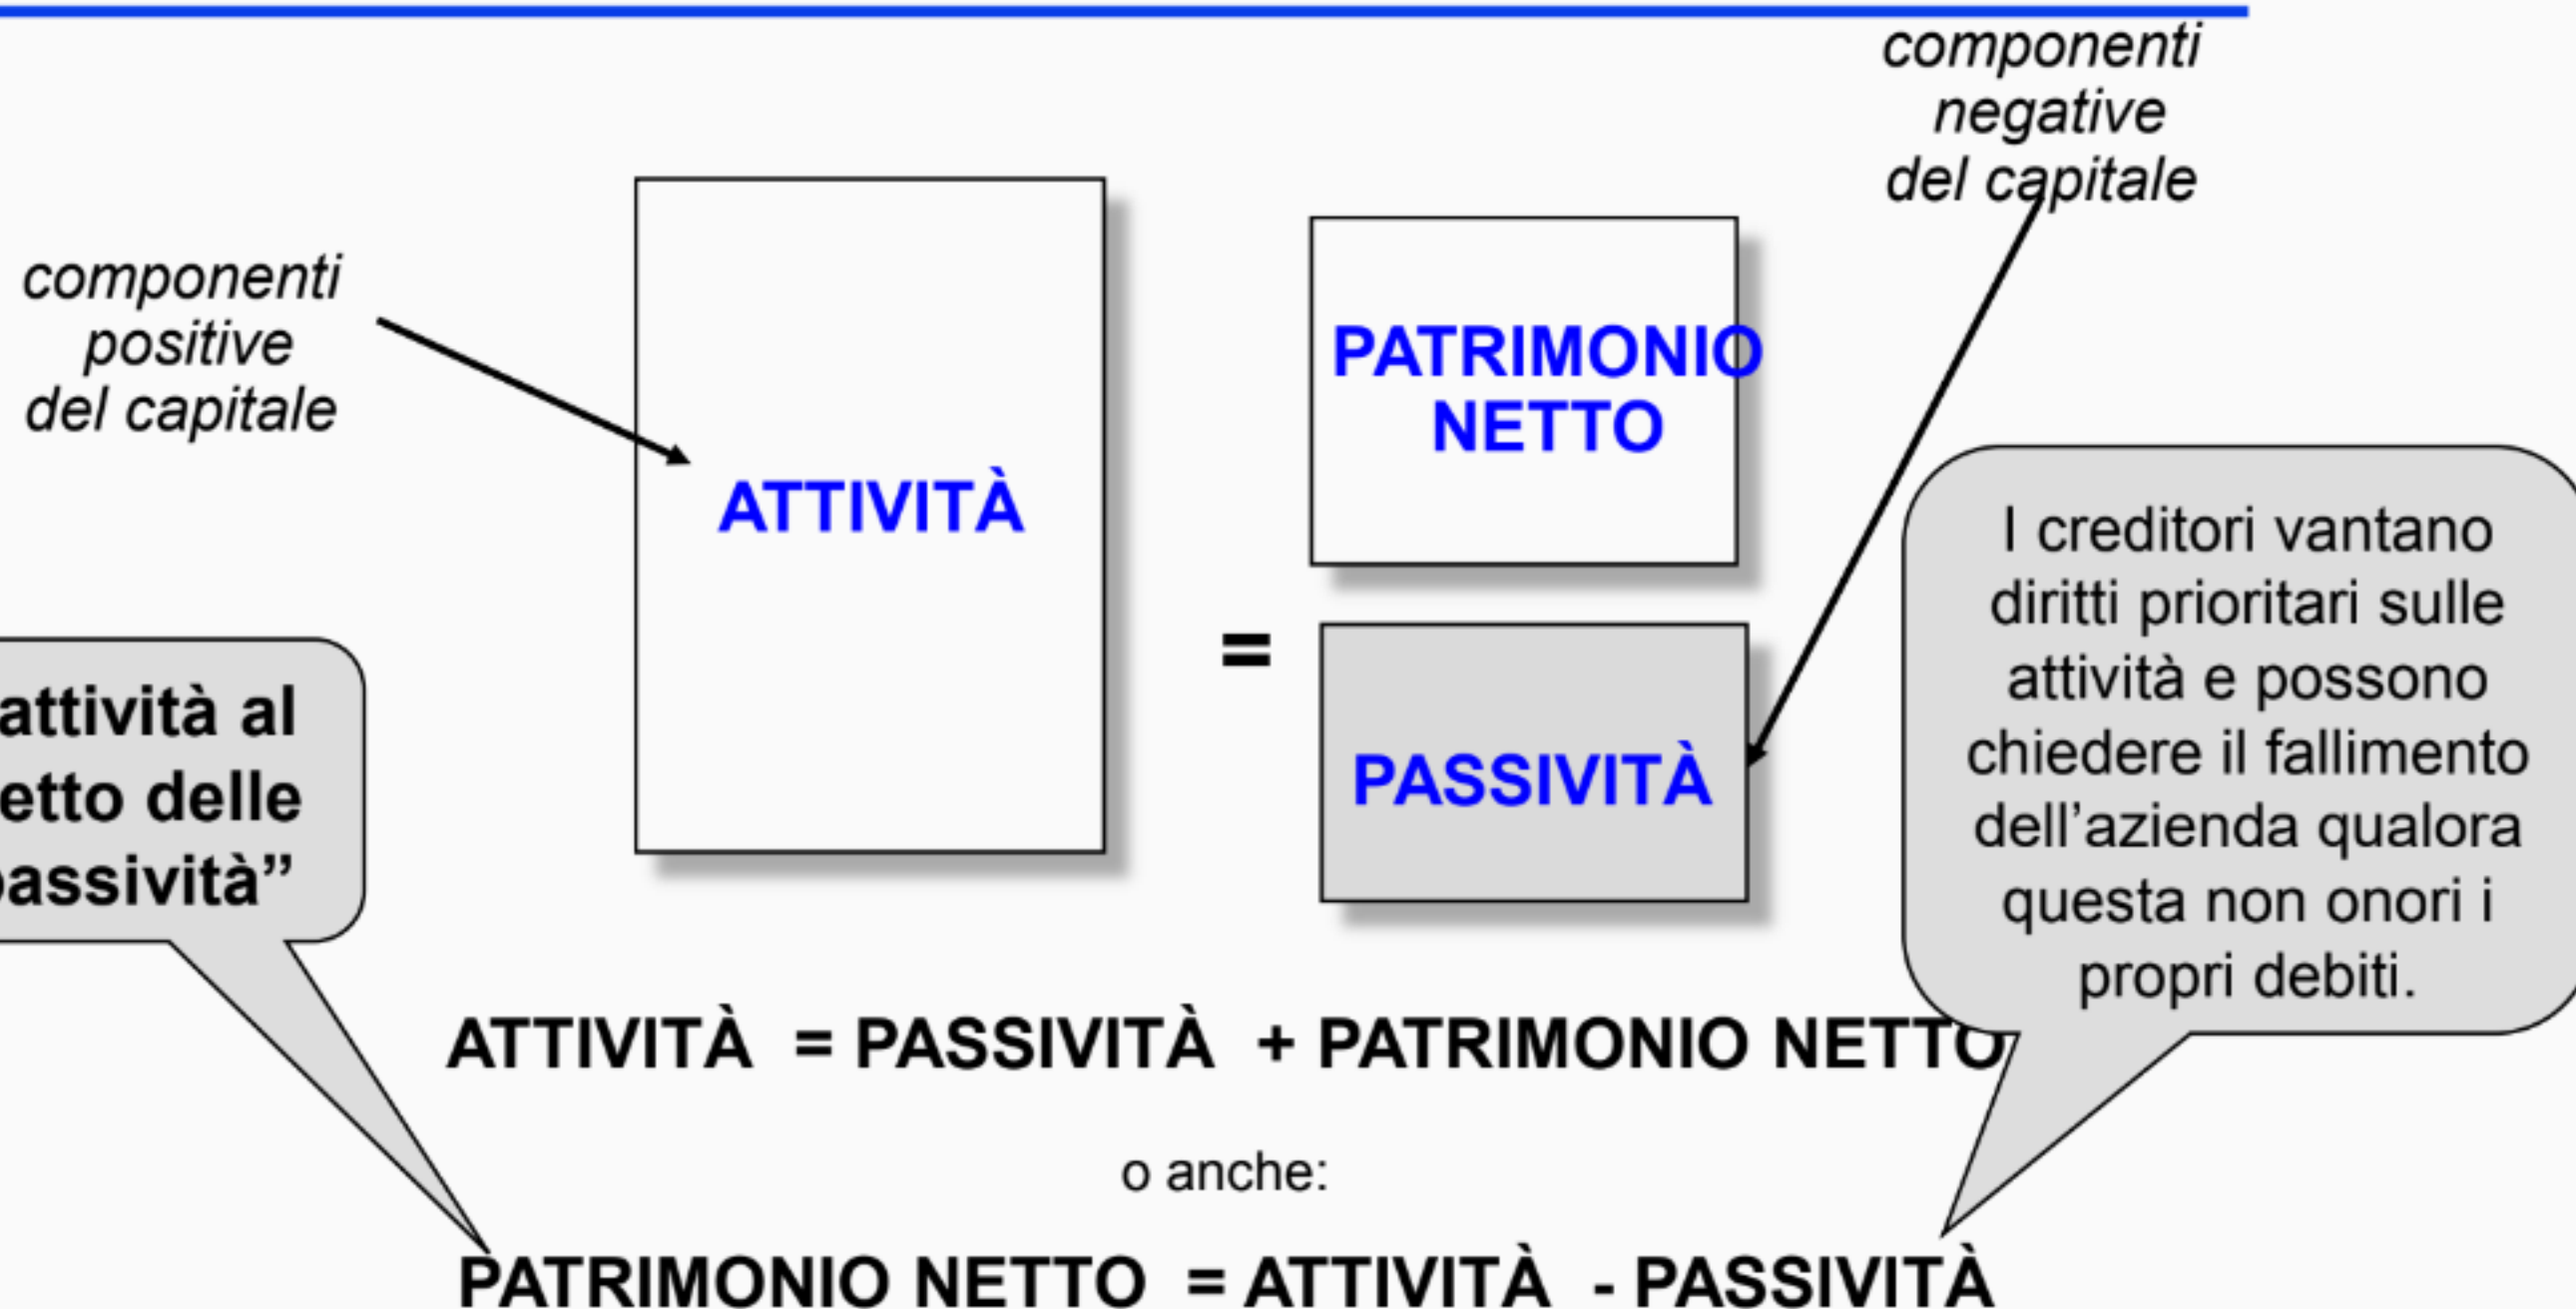 componenti
negative
del capitale
componenti
positive
del capitale
ATTIVITÀ
PATRIMONIO
NETTO
=
PASSIVITÀ
attività al
delle
I creditori vantano
diritti prioritari sulle
attività e possono
chiedere il fallimento
dell’azienda qualora
questa non onori i
propri debiti.
ATTIVITÀ = PASSIVITÀ + PATRIMONIO NETTO
o anche:
PATRIMONIO NETTO = ATTIVITÀ - PASSIVITÀ